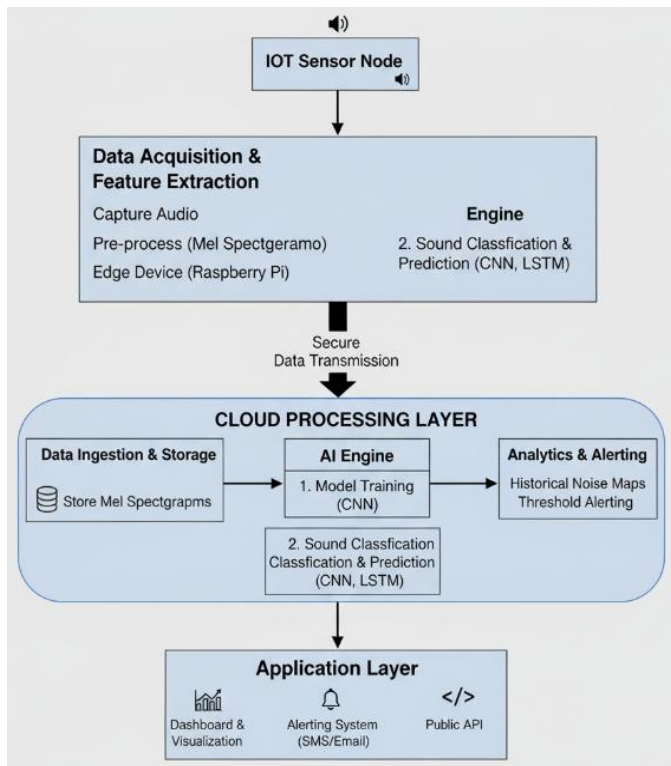 IOT Sensor Node
Data Acquisition &
Feature Extraction
Capture Audio
Pre-process (Mel Spectgeramo)
Edge Device (Raspberry Pi)
Engine
2. Sound Classfication &
Prediction (CNN, LSTM)
Secure
Data Transmission
CLOUD PROCESSING LAYER
Data Ingestion & Storage
Store Mel Spectgrapms
AI Engine
1. Model Training
(CNN)
2. Sound Classfication
Classfication & Prediction
(CNN, LSTM)
Analytics & Alerting
Historical Noise Maps
Threshold Alerting
Application Layer
Dashboard &
Visualization
Alerting System
(SMS/Email)
</>
Public API